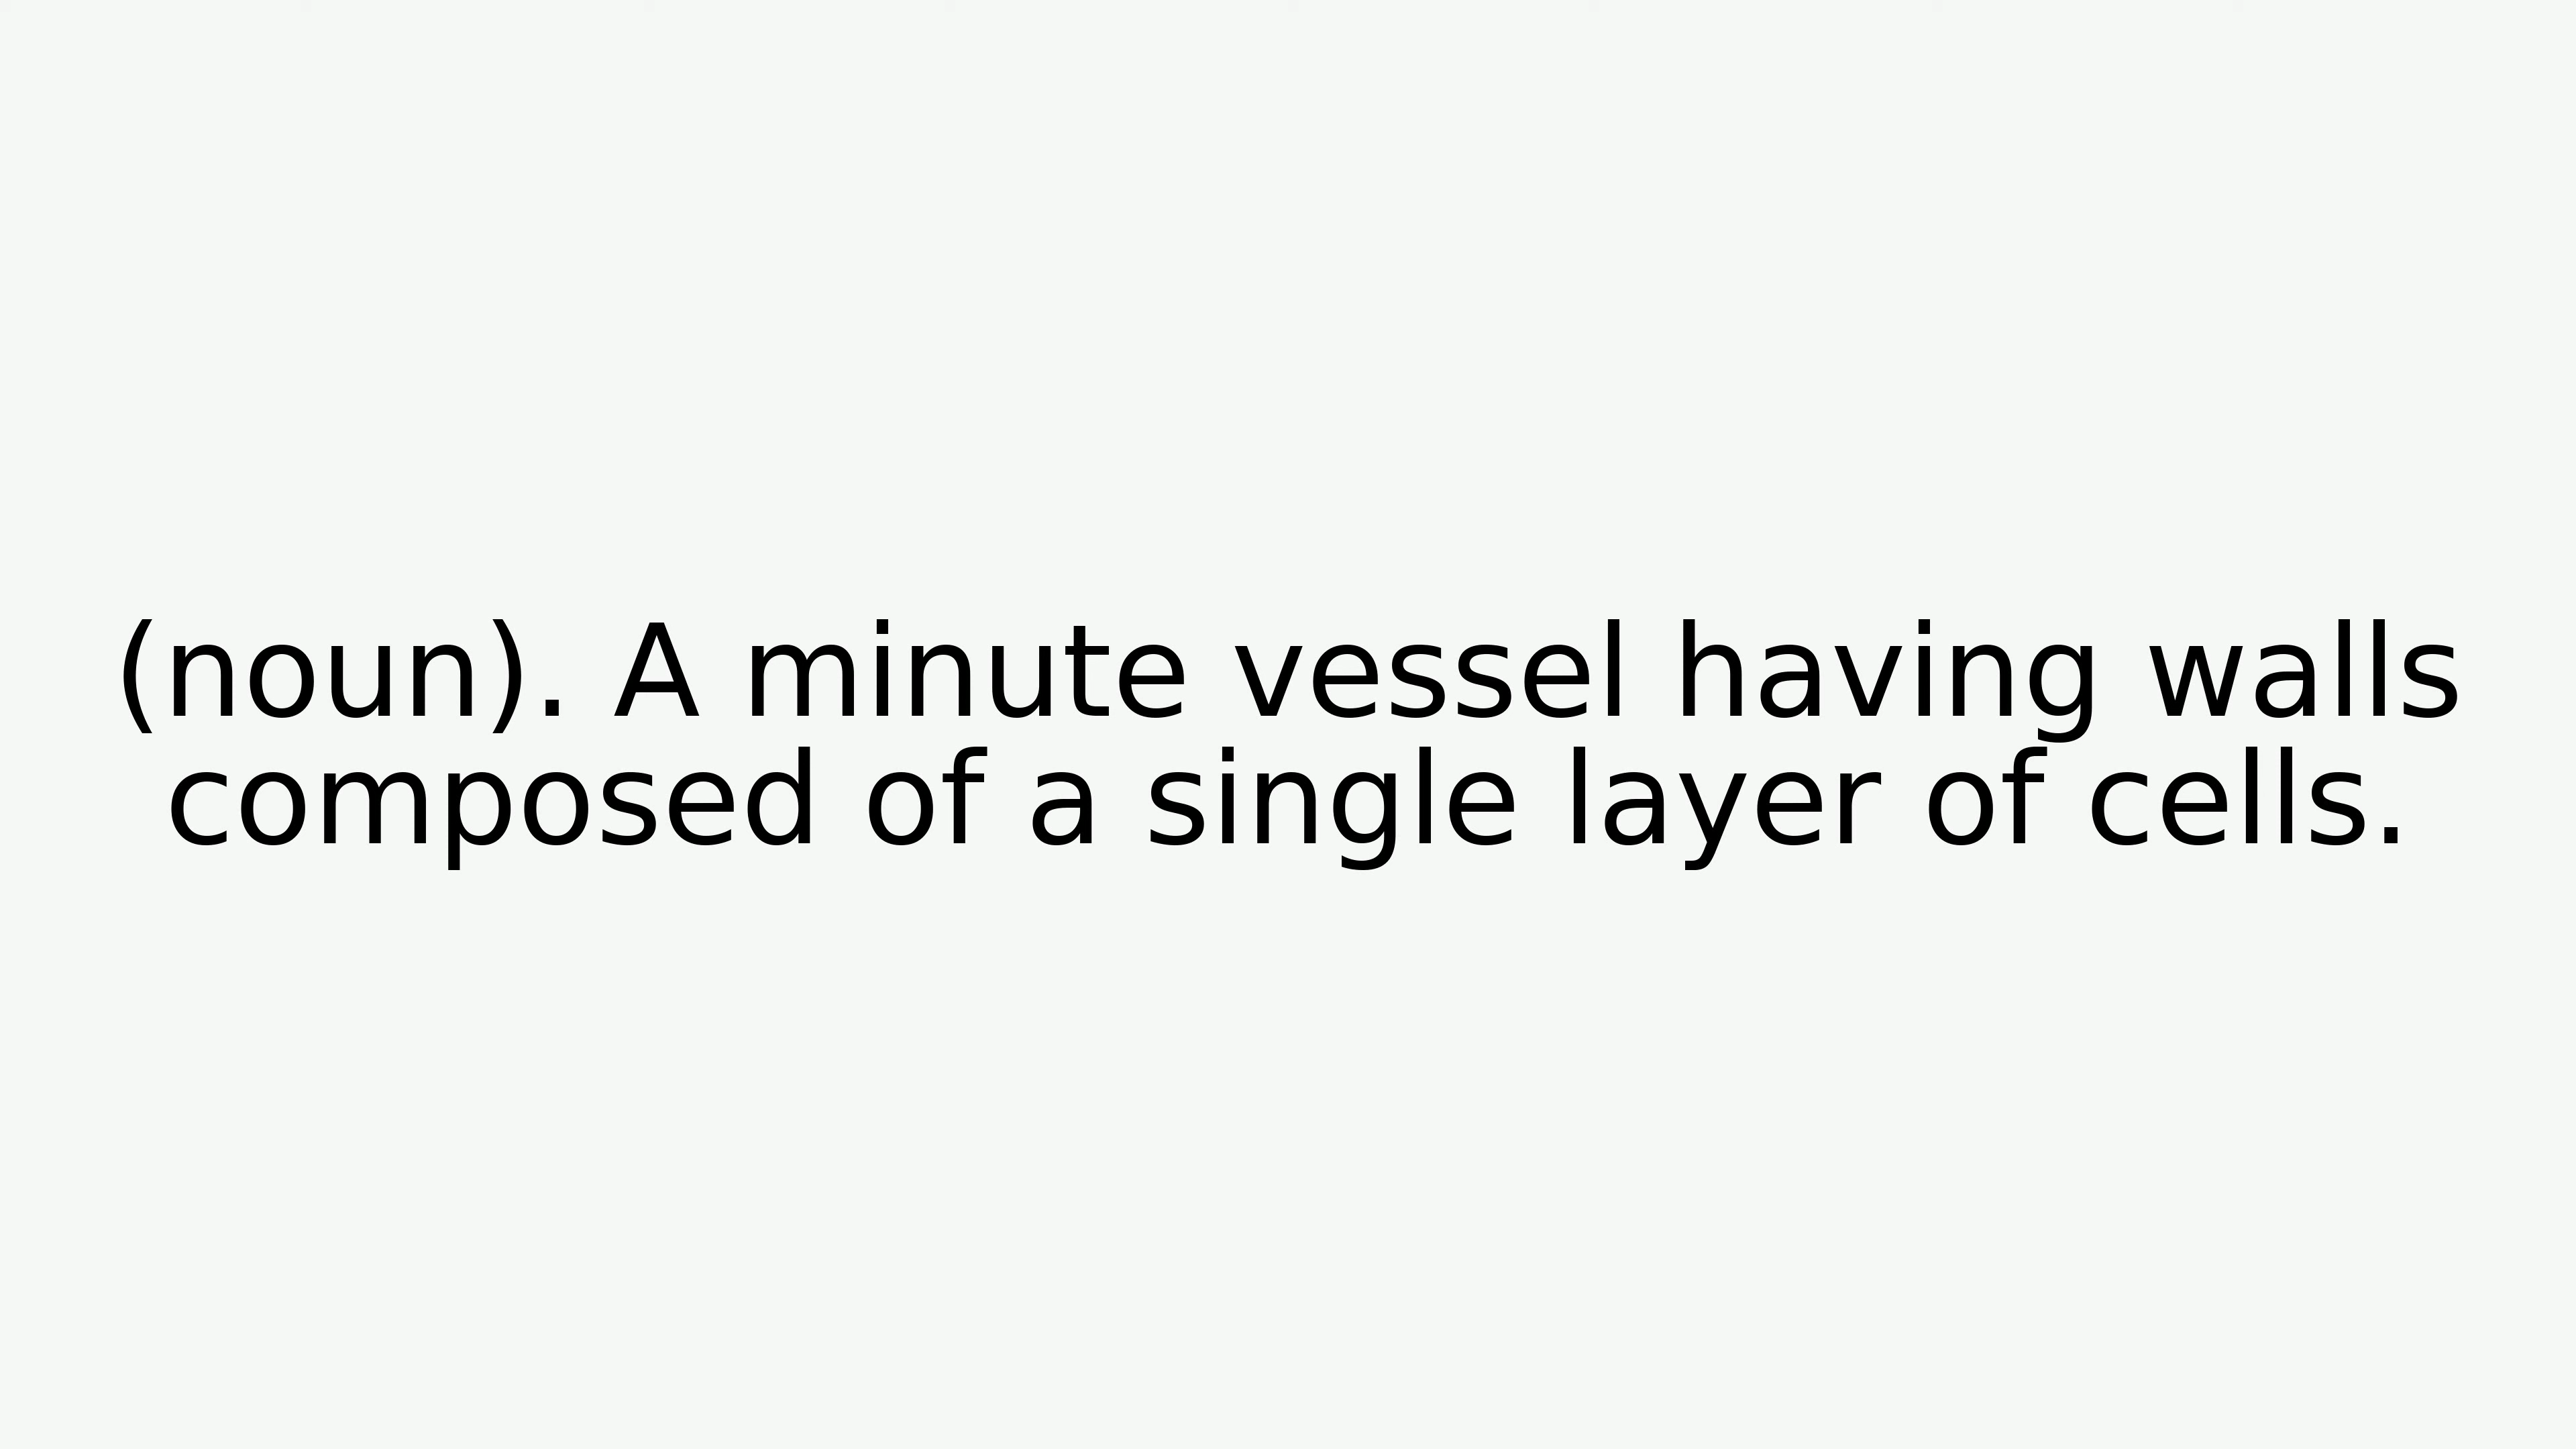 (noun). A minute vessel having walls
composed of a single layer of cells.